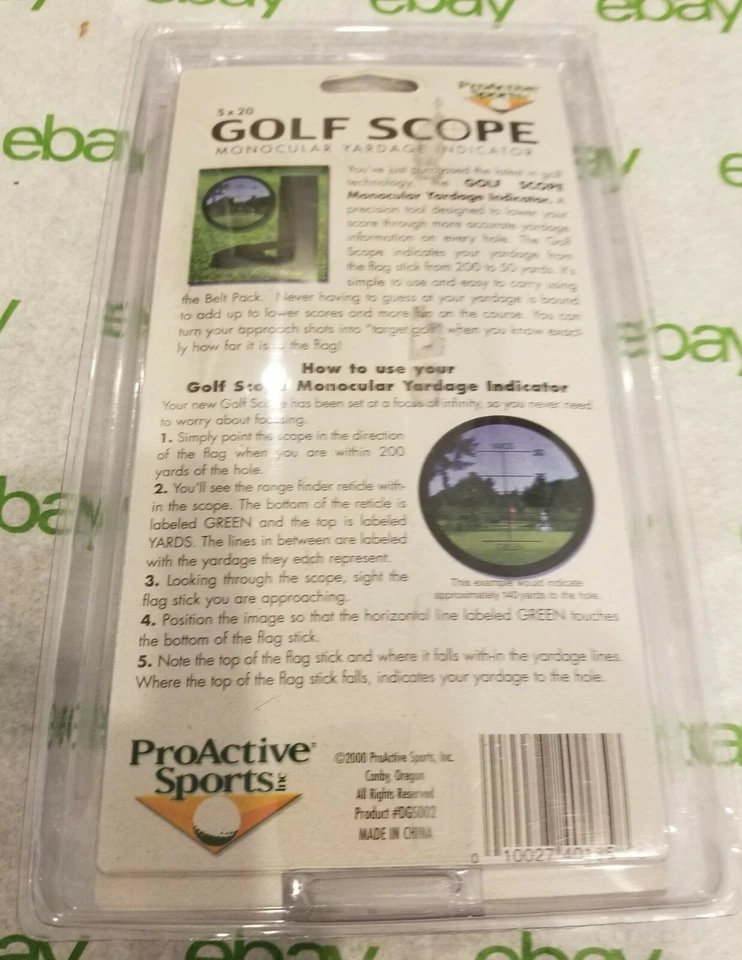 ebay
ebay
ebay
ProActive
Sports
5x20
GOLF SCOPE
MONOCULAR YARDAGE INDICATOR
You've just purchased the latest in golf
technology. The GOLF SCOPE
Monocular Yardage Indicator. A
precision tool designed to lower your
score through more accurate yardage
information on every hole. The Golf
Scope indicates your yardage from
the flag stick from 200 to 50 yards. It's
simple to use and easy to carry using
the Belt Pack. Never having to guess at your yardage is bound
to add up to lower scores and more fun on the course. You can
turn your approach shots into "target golf" when you know exact-
ly how far it is to the flag!
How to use your
Golf Scope Monocular Yardage Indicator
Your new Golf Scope has been set at a focus of infinity, so you never need
to worry about focusing.
1. Simply point the scope in the direction
of the flag when you are within 200
yards of the hole.
2. You'll see the range finder reticle with-
in the scope. The bottom of the reticle is
labeled GREEN and the top is labeled
YARDS. The lines in between are labeled
with the yardage they each represent.
3. Looking through the scope, sight the
flag stick you are approaching.
YARDS
GREEN
This example would indicate
approximately 140 yards to the hole.
4. Position the image so that the horizontal line labeled GREEN touches
the bottom of the flag stick.
5. Note the top of the flag stick and where it falls with-in the yardage lines.
Where the top of the flag stick falls, indicates your yardage to the hole.
ProActive
Sports Inc
©2000 ProActive Sports, Inc.
Canby, Oregon
All Rights Reserved
Product #DGS002
MADE IN CHINA
0 10027
ebay
ebay